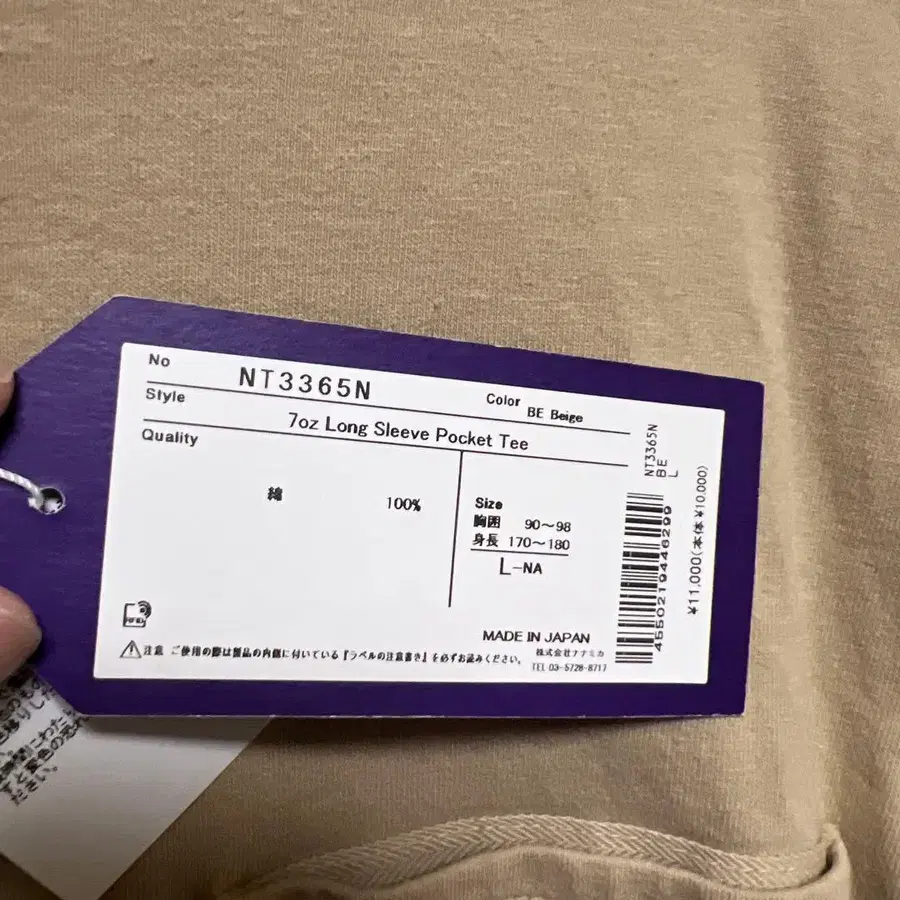 No NT3365N Color BE Beige
Style 7oz Long Sleeve Pocket Tee
Quality
綿 100%
Size
胸囲 90～98
身長 170～180
L-NA
MADE IN JAPAN
株式会社ナナミカ
TEL 03-5728-8717
注意 ご使用の際は製品の内側に付いている『ラベルの注意書き』を必ずお読みください。
NT3365N
BE
L
4550219446299
¥11,000(本体¥10,000)